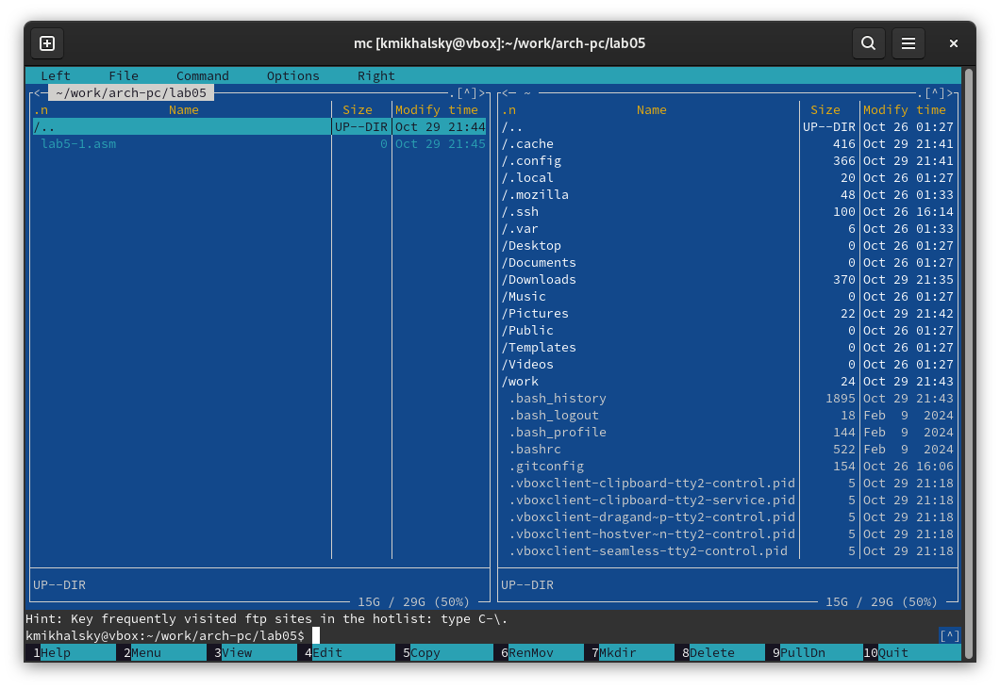 mc [kmikhalsky@vbox]:~/work/arch-pc/lab05
Left File Command Options Right
<─ ~/work/arch-pc/lab05 .[^]>
.n Name Size Modify time
/.. UP--DIR Oct 29 21:44
lab5-1.asm 0 Oct 29 21:45
UP--DIR
15G / 29G (50%)
<─ ~ .[^]>
.n Name Size Modify time
/.. UP--DIR Oct 26 01:27
/.cache 416 Oct 29 21:41
/.config 366 Oct 29 21:41
/.local 20 Oct 26 01:27
/.mozilla 48 Oct 26 01:33
/.ssh 100 Oct 26 16:14
/.var 6 Oct 26 01:33
/Desktop 0 Oct 26 01:27
/Documents 0 Oct 26 01:27
/Downloads 370 Oct 29 21:35
/Music 0 Oct 26 01:27
/Pictures 22 Oct 29 21:42
/Public 0 Oct 26 01:27
/Templates 0 Oct 26 01:27
/Videos 0 Oct 26 01:27
/work 24 Oct 29 21:43
.bash_history 1895 Oct 29 21:43
.bash_logout 18 Feb 9 2024
.bash_profile 144 Feb 9 2024
.bashrc 522 Feb 9 2024
.gitconfig 154 Oct 26 16:06
.vboxclient-clipboard-tty2-control.pid 5 Oct 29 21:18
.vboxclient-clipboard-tty2-service.pid 5 Oct 29 21:18
.vboxclient-dragand~p-tty2-control.pid 5 Oct 29 21:18
.vboxclient-hostver~n-tty2-control.pid 5 Oct 29 21:18
.vboxclient-seamless-tty2-control.pid 5 Oct 29 21:18
UP--DIR
15G / 29G (50%)
Hint: Key frequently visited ftp sites in the hotlist: type C-\.
kmikhalsky@vbox:~/work/arch-pc/lab05$ [^]
1Help 2Menu 3View 4Edit 5Copy 6RenMov 7Mkdir 8Delete 9PullDn 10Quit